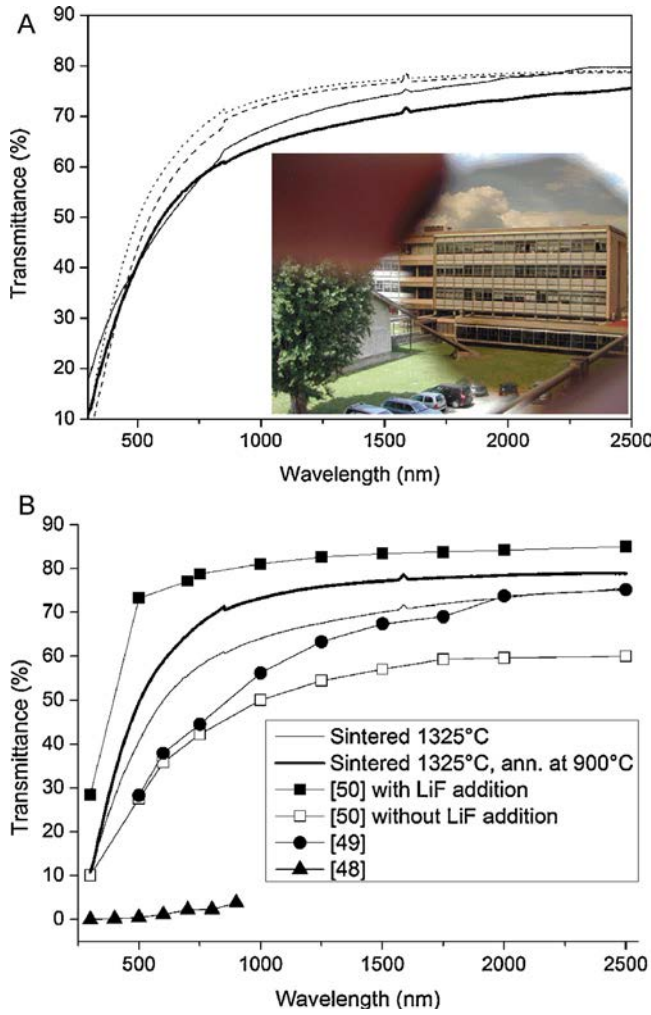 A
90
80
70
60
50
40
30
20
10
Transmittance (%)
500 1000 1500 2000 2500
Wavelength (nm)
B
90
80
70
60
50
40
30
20
10
0
Transmittance (%)
Sintered 1325°C
Sintered 1325°C, ann. at 900°C
[50] with LiF addition
[50] without LiF addition
[49]
[48]
500 1000 1500 2000 2500
Wavelength (nm)